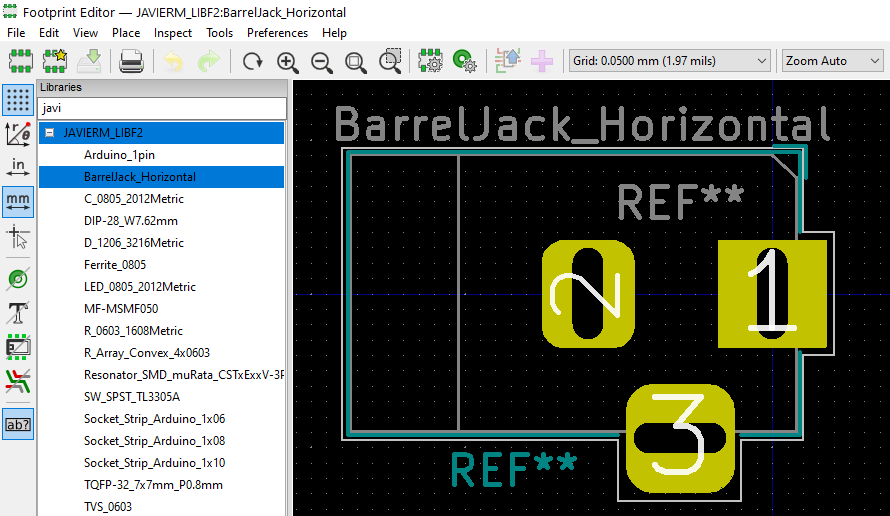 Footprint Editor — JAVIERM_LIBF2:BarrelJack_Horizontal
File Edit View Place Inspect Tools Preferences Help
Grid: 0.0500 mm (1.97 mils)
Zoom Auto
Libraries
javi
in
mm
ab?
JAVIERM_LIBF2
Arduino_1pin
BarrelJack_Horizontal
C_0805_2012Metric
DIP-28_W7.62mm
D_1206_3216Metric
Ferrite_0805
LED_0805_2012Metric
MF-MSMF050
R_0603_1608Metric
R_Array_Convex_4x0603
Resonator_SMD_muRata_CSTxExxV-3P
SW_SPST_TL3305A
Socket_Strip_Arduino_1x06
Socket_Strip_Arduino_1x08
Socket_Strip_Arduino_1x10
TQFP-32_7x7mm_P0.8mm
TVS_0603
BarrelJack_Horizontal
REF**
2
1
3
REF**